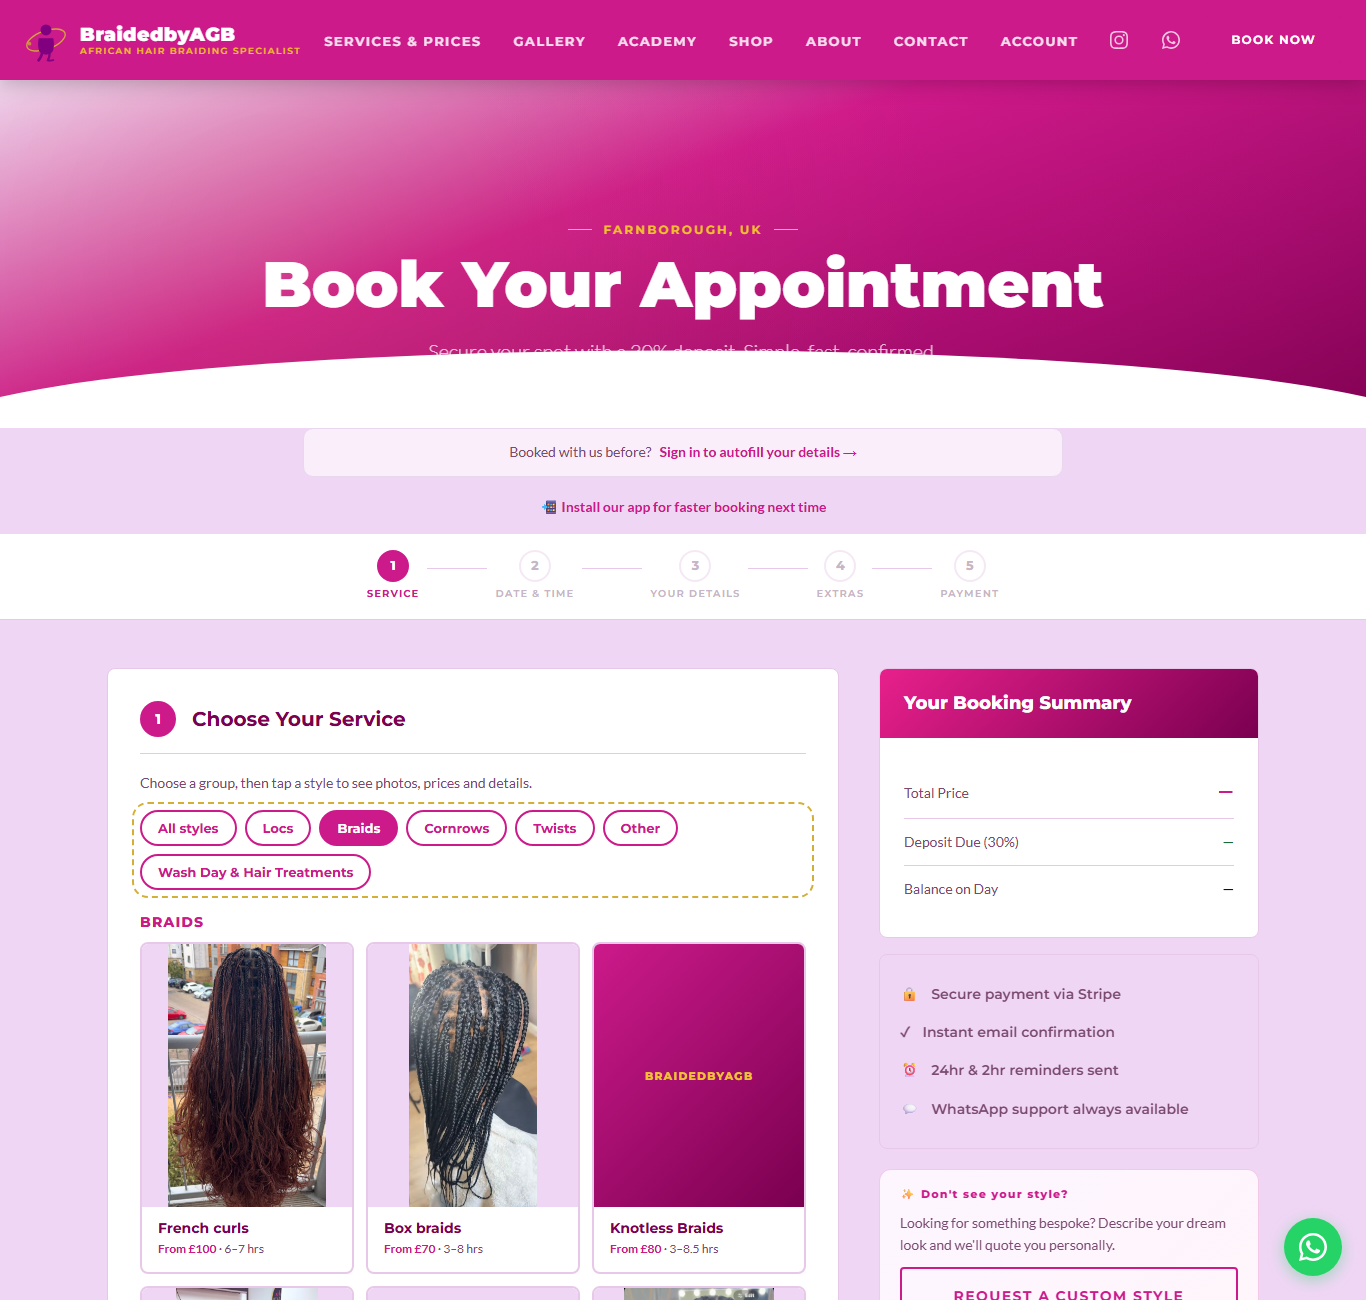 BraidedbyAGB
AFRICAN HAIR BRAIDING SPECIALIST
SERVICES & PRICES
GALLERY
ACADEMY
SHOP
ABOUT
CONTACT
ACCOUNT
BOOK NOW
FARNBOROUGH, UK
Book Your Appointment
Secure your spot with a 30% deposit. Simple, fast, confirmed.
Booked with us before? Sign in to autofill your details →
Install our app for faster booking next time
1
2
3
4
5
SERVICE
DATE & TIME
YOUR DETAILS
EXTRAS
PAYMENT
1
Choose Your Service
Choose a group, then tap a style to see photos, prices and details.
All styles
Locs
Braids
Cornrows
Twists
Other
Wash Day & Hair Treatments
BRAIDS
BRAIDEDBYAGB
French curls
From £100 · 6–7 hrs
Box braids
From £70 · 3–8 hrs
Knotless Braids
From £80 · 3–8.5 hrs
Your Booking Summary
Total Price —
Deposit Due (30%) —
Balance on Day —
Secure payment via Stripe
✓ Instant email confirmation
24hr & 2hr reminders sent
WhatsApp support always available
Don't see your style?
Looking for something bespoke? Describe your dream
look and we'll quote you personally.
REQUEST A CUSTOM STYLE